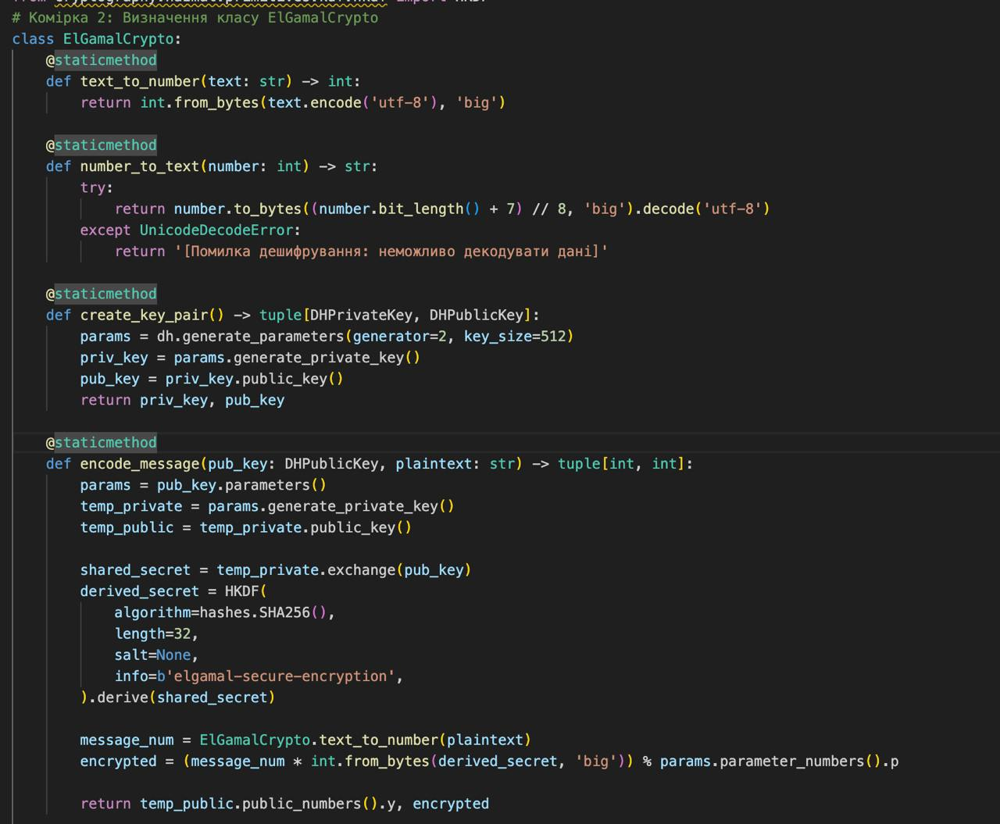 # Комірка 2: Визначення класу ElGamalCrypto
class ElGamalCrypto:
    @staticmethod
    def text_to_number(text: str) -> int:
        return int.from_bytes(text.encode('utf-8'), 'big')
    @staticmethod
    def number_to_text(number: int) -> str:
        try:
            return number.to_bytes((number.bit_length() + 7) // 8, 'big').decode('utf-8')
        except UnicodeDecodeError:
            return '[Помилка дешифрування: неможливо декодувати дані]'
    @staticmethod
    def create_key_pair() -> tuple[DHPrivateKey, DHPublicKey]:
        params = dh.generate_parameters(generator=2, key_size=512)
        priv_key = params.generate_private_key()
        pub_key = priv_key.public_key()
        return priv_key, pub_key
    @staticmethod
    def encode_message(pub_key: DHPublicKey, plaintext: str) -> tuple[int, int]:
        params = pub_key.parameters()
        temp_private = params.generate_private_key()
        temp_public = temp_private.public_key()
        shared_secret = temp_private.exchange(pub_key)
        derived_secret = HKDF(
            algorithm=hashes.SHA256(),
            length=32,
            salt=None,
            info=b'elgamal-secure-encryption',
        ).derive(shared_secret)
        message_num = ElGamalCrypto.text_to_number(plaintext)
        encrypted = (message_num * int.from_bytes(derived_secret, 'big')) % params.parameter_numbers().p
        return temp_public.public_numbers().y, encrypted